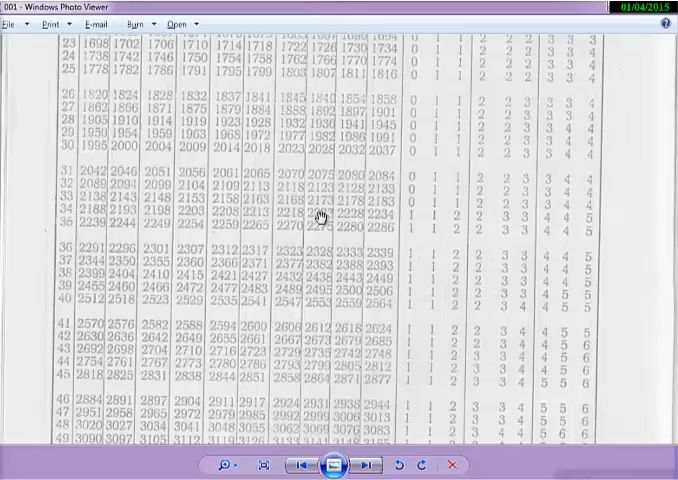 001 - Windows Photo Viewer 01/04/2015
File Print E-mail Burn Open
23 1698 1702 1706 1710 1714 1718 1722 1726 1730 1734 0 1 1 2 2 2 3 3 3
24 1738 1742 1746 1750 1754 1758 1762 1766 1770 1774 0 1 1 2 2 2 3 3 4
25 1778 1782 1786 1791 1795 1799 1803 1807 1811 1816 0 1 1 2 2 2 3 3 4
26 1820 1824 1828 1832 1837 1841 1845 1849 1854 1858 0 1 1 2 2 3 3 3 4
27 1862 1866 1871 1875 1879 1884 1888 1892 1897 1901 0 1 1 2 2 3 3 3 4
28 1905 1910 1914 1919 1923 1928 1932 1936 1941 1945 0 1 1 2 2 3 3 4 4
29 1950 1954 1959 1963 1968 1972 1977 1982 1986 1991 0 1 1 2 2 3 3 4 4
30 1995 2000 2004 2009 2014 2018 2023 2028 2032 2037 0 1 1 2 2 3 3 4 4
31 2042 2046 2051 2056 2061 2065 2070 2075 2080 2084 0 1 1 2 2 3 3 4 4
32 2089 2094 2099 2104 2109 2113 2118 2123 2128 2133 0 1 1 2 2 3 3 4 4
33 2138 2143 2148 2153 2158 2163 2168 2173 2178 2183 0 1 1 2 2 3 3 4 4
34 2188 2193 2198 2203 2208 2213 2218 2228 2234 1 1 2 2 3 3 4 4 5
35 2239 2244 2249 2254 2259 2265 2270 2275 2280 2286 1 1 2 2 3 3 4 4 5
36 2291 2296 2301 2307 2312 2317 2323 2328 2333 2339 1 1 2 2 3 3 4 4 5
37 2344 2350 2355 2360 2366 2371 2377 2382 2388 2393 1 1 2 2 3 3 4 4 5
38 2399 2404 2410 2415 2421 2427 2432 2438 2443 2449 1 1 2 2 3 3 4 4 5
39 2455 2460 2466 2472 2477 2483 2489 2495 2500 2506 1 1 2 2 3 3 4 5 5
40 2512 2518 2523 2529 2535 2541 2547 2553 2559 2564 1 1 2 2 3 4 4 5 5
41 2570 2576 2582 2588 2594 2600 2606 2612 2618 2624 1 1 2 2 3 4 4 5 5
42 2630 2636 2642 2649 2655 2661 2667 2673 2679 2685 1 1 2 2 3 4 4 5 6
43 2692 2698 2704 2710 2716 2723 2729 2735 2742 2748 1 1 2 3 3 4 4 5 6
44 2754 2761 2767 2773 2780 2786 2793 2799 2805 2812 1 1 2 3 3 4 4 5 6
45 2818 2825 2831 2838 2844 2851 2858 2864 2871 2877 1 1 2 3 3 4 5 5 6
46 2884 2891 2897 2904 2911 2917 2924 2931 2938 2944 1 1 2 3 3 4 5 5 6
47 2951 2958 2965 2972 2979 2985 2992 2999 3006 3013 1 1 2 3 3 4 5 5 6
48 3020 3027 3034 3041 3048 3055 3062 3069 3076 3083 1 1 2 3 4 4 5 6 6
49 3090 3097 3105 3112 3119 3126 3133 3141 3148 3155 1 1 2 3 4 4 5 6 6